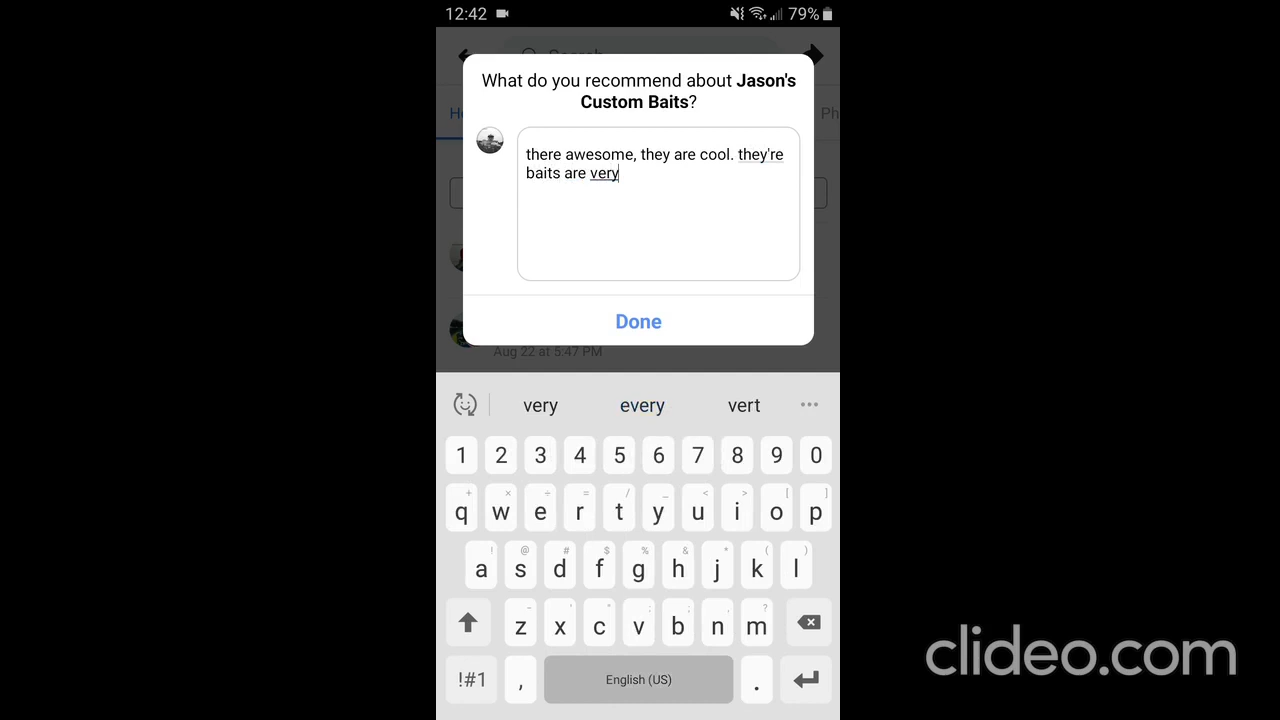 12:42 79%
Search
What do you recommend about Jason's
Custom Baits?
there awesome, they are cool. they're
baits are very
Done
Aug 22 at 5:47 PM
very every vert
1 2 3 4 5 6 7 8 9 0
+ × ÷ = / _ < > [ ]
q w e r t y u i o p
! @ # $ % & * ( )
a s d f g h j k l
- ' " : ; , ?
z x c v b n m
!#1 , English (US) .
clideo.com